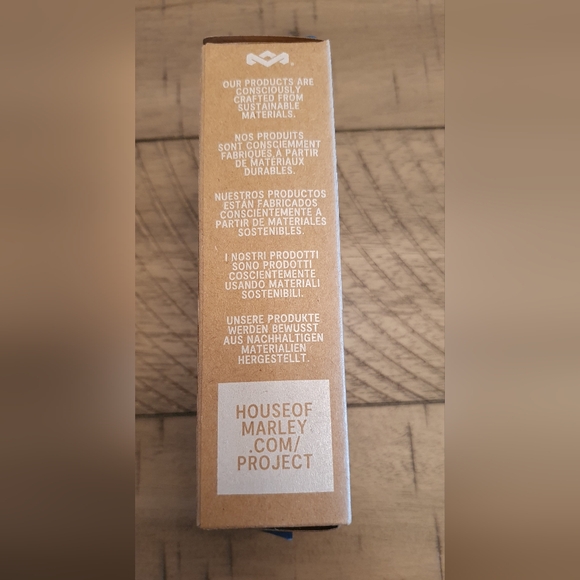 OUR PRODUCTS ARE
CONSCIOUSLY
CRAFTED FROM
SUSTAINABLE
MATERIALS.
NOS PRODUITS
SONT CONSCIEMMENT
FABRIQUÉS À PARTIR
DE MATERIAUX
DURABLES.
NUESTROS PRODUCTOS
ESTÁN FABRICADOS
CONSCIENTEMENTE A
PARTIR DE MATERIALES
SOSTENIBLES.
I NOSTRI PRODOTTI
SONO PRODOTTI
COSCIENTEMENTE
USANDO MATERIALI
SOSTENIBILI.
UNSERE PRODUKTE
WERDEN BEWUSST
AUS NACHHALTIGEN
MATERIALIEN
HERGESTELLT.
HOUSEOF
MARLEY
.COM/
PROJECT